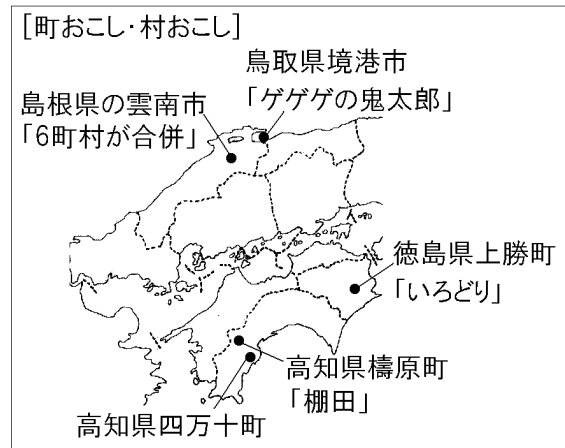 ［町おこし・村おこし］
鳥取県境港市
「ゲゲゲの鬼太郎」
島根県の雲南市
「6町村が合併」
徳島県上勝町
「いろどり」
高知県檮原町
「棚田」
高知県四万十町